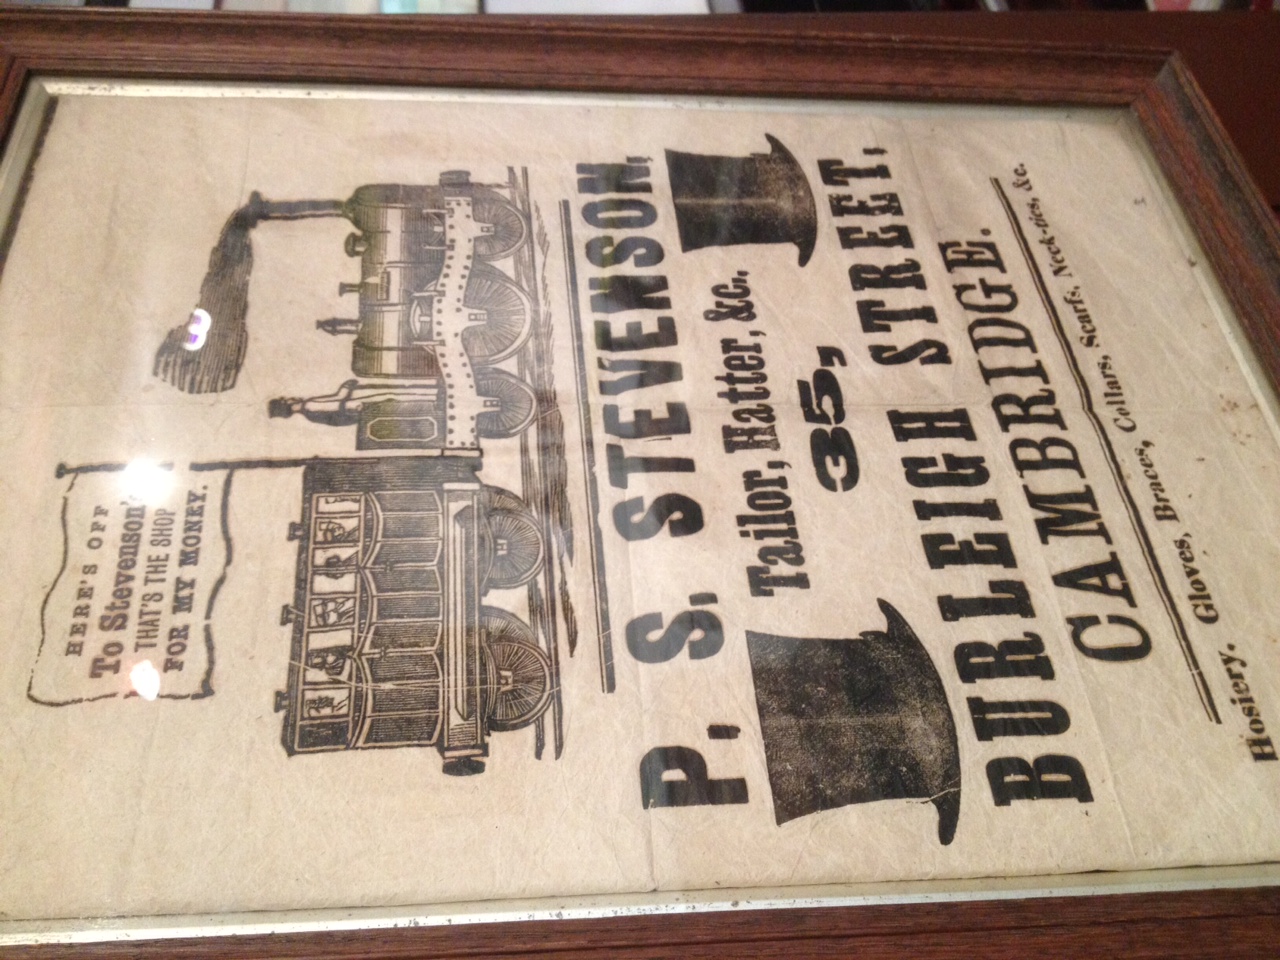 HERE'S OFF
To Stevenson's
THAT'S THE SHOP
FOR MY MONEY.
P. S. STEVENSON,
Tailor, Hatter, &c.
35,
BURLEIGH STREET,
CAMBRIDGE.
Hosiery. Gloves, Braces, Collars, Scarfs, Neck-ties, &c.